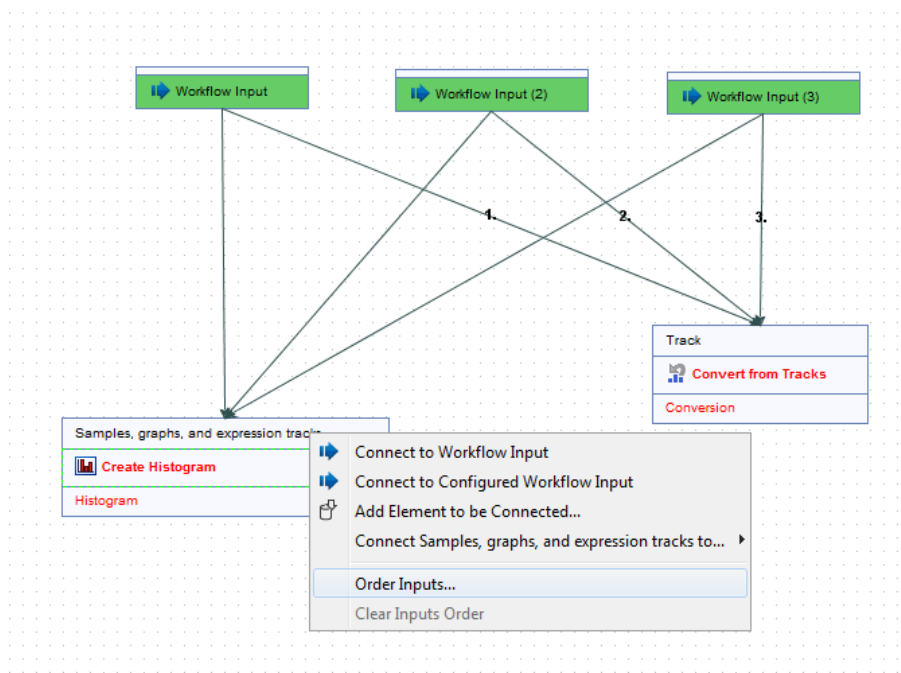 Workflow Input
Workflow Input (2)
Workflow Input (3)
1.
2.
3.
Track
Convert from Tracks
Conversion
Samples, graphs, and expression tracks
Create Histogram
Histogram
Connect to Workflow Input
Connect to Configured Workflow Input
Add Element to be Connected...
Connect Samples, graphs, and expression tracks to...
Order Inputs...
Clear Inputs Order